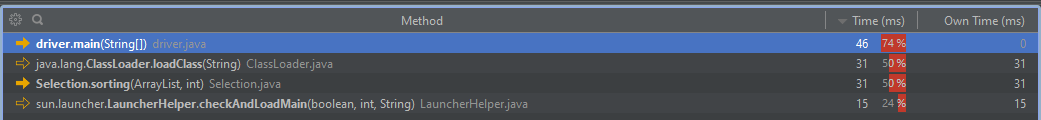 Method Time (ms) Own Time (ms)
driver.main(String[]) driver.java 46 74 % 0
java.lang.ClassLoader.loadClass(String) ClassLoader.java 31 50 % 31
Selection.sorting(ArrayList, int) Selection.java 31 50 % 31
sun.launcher.LauncherHelper.checkAndLoadMain(boolean, int, String) LauncherHelper.java 15 24 % 15